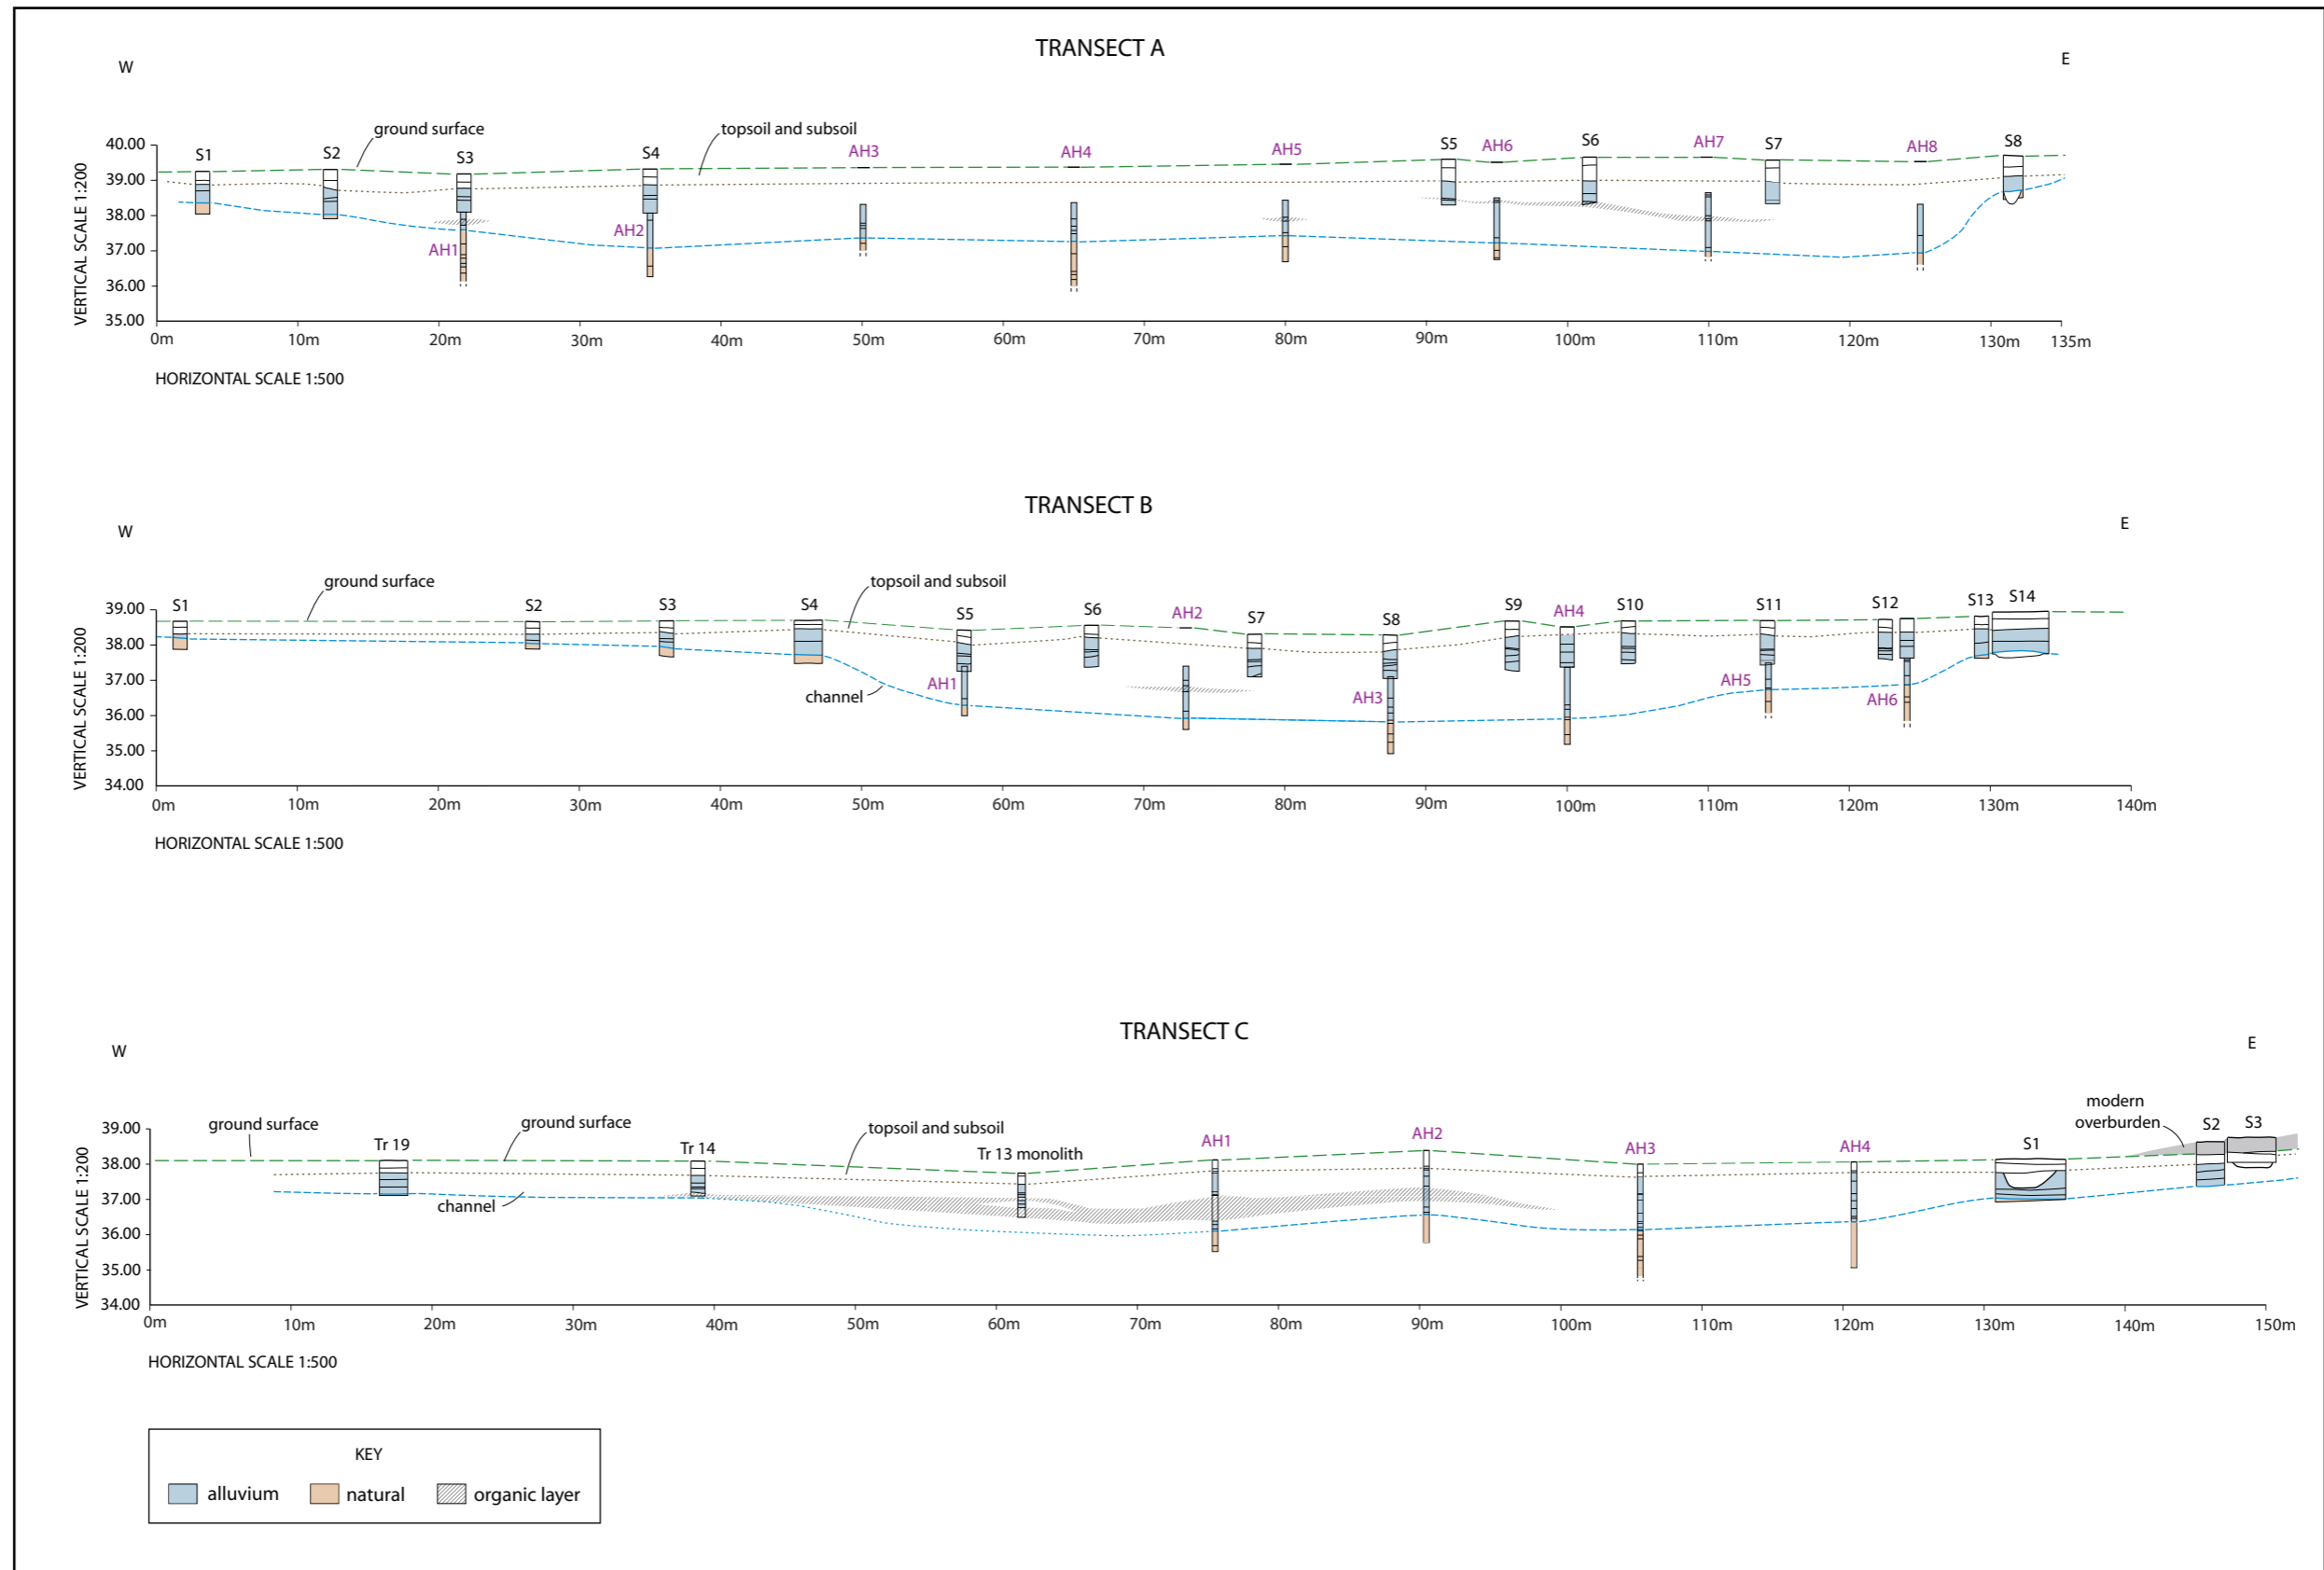 TRANSECT A
W
E
ground surface
topsoil and subsoil
S1
S2
S3
S4
AH3
AH4
AH5
S5
AH6
S6
AH7
S7
AH8
S8
AH1
AH2
VERTICAL SCALE 1:200
40.00
39.00
38.00
37.00
36.00
35.00
0m
10m
20m
30m
40m
50m
60m
70m
80m
90m
100m
110m
120m
130m
135m
HORIZONTAL SCALE 1:500
TRANSECT B
W
E
ground surface
topsoil and subsoil
S1
S2
S3
S4
S5
S6
AH2
S7
S8
S9
AH4
S10
S11
S12
S13
S14
channel
AH1
AH3
AH5
AH6
VERTICAL SCALE 1:200
39.00
38.00
37.00
36.00
35.00
34.00
0m
10m
20m
30m
40m
50m
60m
70m
80m
90m
100m
110m
120m
130m
140m
HORIZONTAL SCALE 1:500
TRANSECT C
W
E
ground surface
Tr 19
ground surface
Tr 14
topsoil and subsoil
Tr 13 monolith
AH1
AH2
AH3
AH4
S1
modern
overburden
S2
S3
channel
VERTICAL SCALE 1:200
39.00
38.00
37.00
36.00
35.00
34.00
0m
10m
20m
30m
40m
50m
60m
70m
80m
90m
100m
110m
120m
130m
140m
150m
HORIZONTAL SCALE 1:500
KEY
alluvium
natural
organic layer